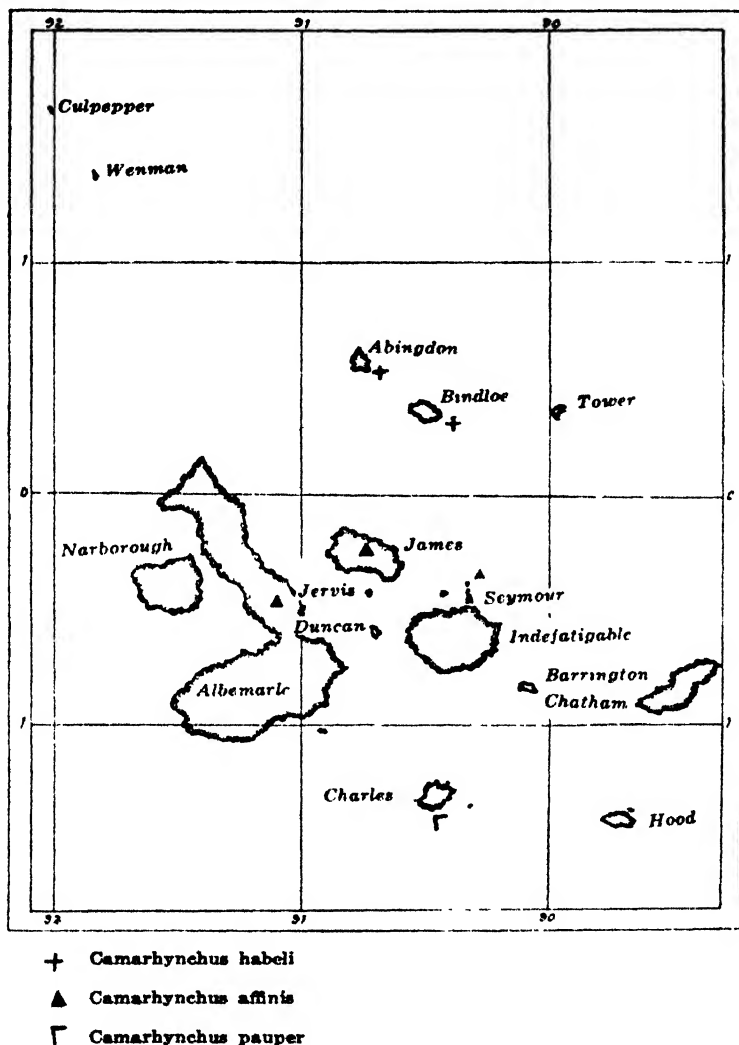 92 91 90
Culpepper
Wenman
1 1
Abingdon
Bindloe
Tower
0 0
Narborough
James
Jervis
Seymour
Duncan
Indefatigable
Albemarle
Barrington
Chatham
1 1
Charles
Hood
92 91 90
Camarhynchus habeli
Camarhynchus affinis
Camarhynchus pauper